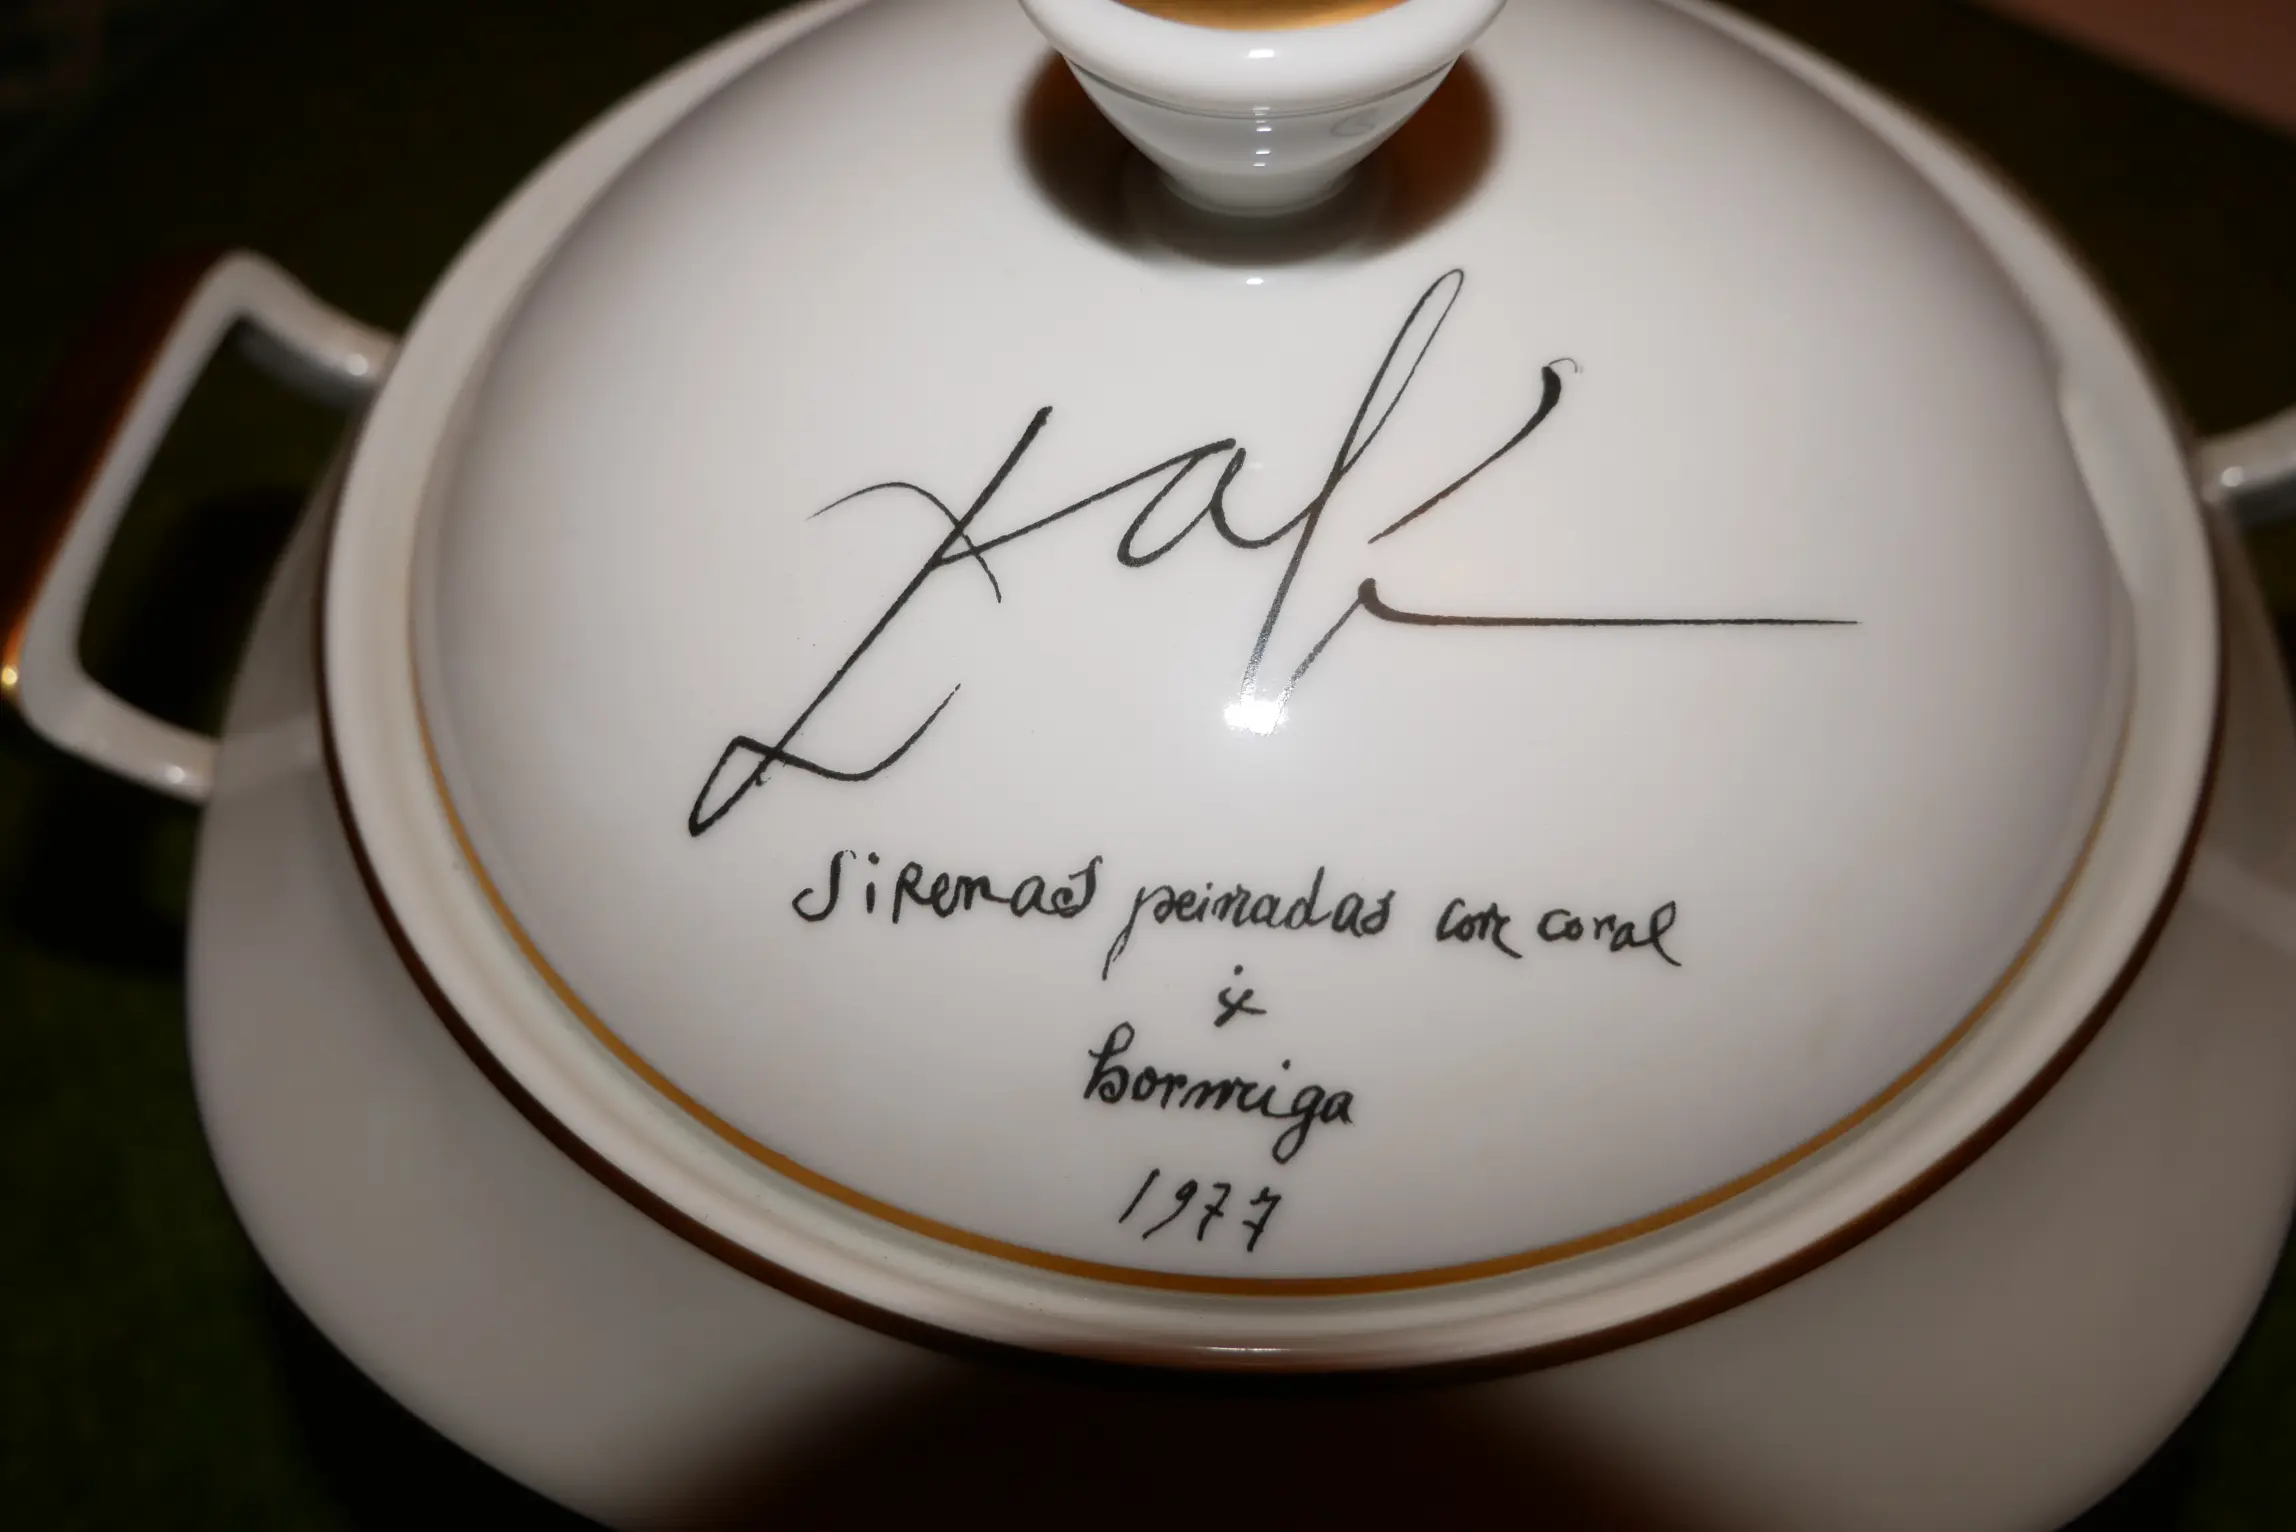 Dalí
Sirenas peinadas con coral
y
hormiga
1977